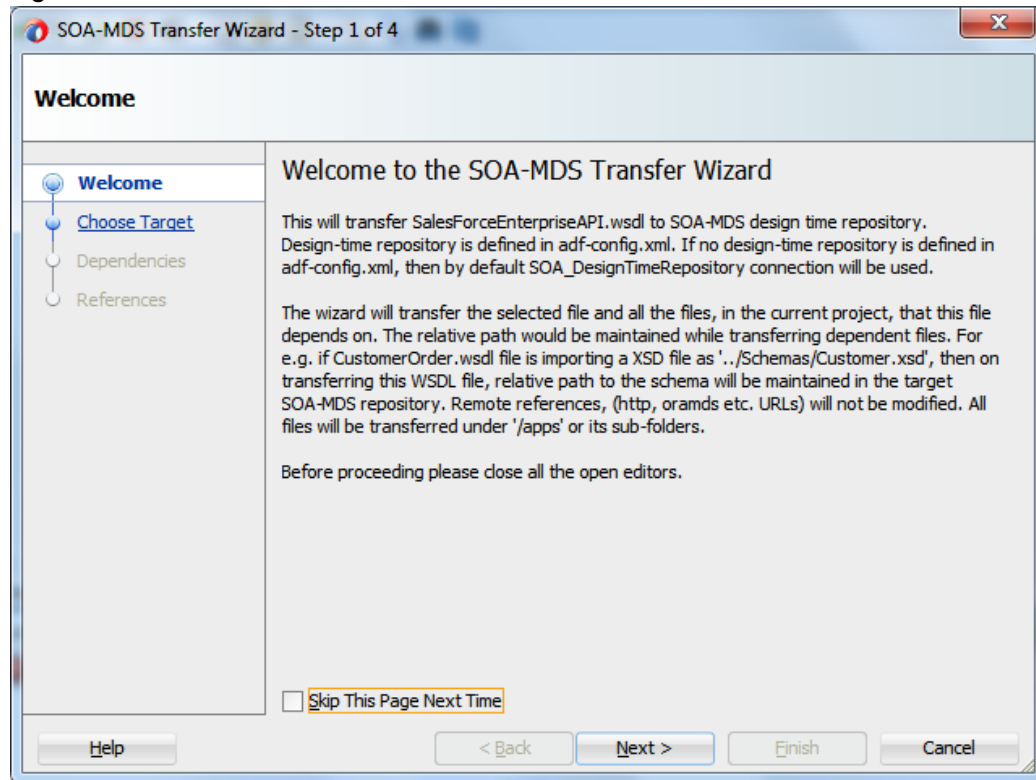 SOA-MDS Transfer Wizard - Step 1 of 4
Welcome
Welcome
Choose Target
Dependencies
References
Welcome to the SOA-MDS Transfer Wizard
This will transfer SalesForceEnterpriseAPI.wsdl to SOA-MDS design time repository.
Design-time repository is defined in adf-config.xml. If no design-time repository is defined in
adf-config.xml, then by default SOA_DesignTimeRepository connection will be used.
The wizard will transfer the selected file and all the files, in the current project, that this file
depends on. The relative path would be maintained while transferring dependent files. For
e.g. if CustomerOrder.wsdl file is importing a XSD file as '../Schemas/Customer.xsd', then on
transferring this WSDL file, relative path to the schema will be maintained in the target
SOA-MDS repository. Remote references, (http, oramds etc. URLs) will not be modified. All
files will be transferred under '/apps' or its sub-folders.
Before proceeding please close all the open editors.
Skip This Page Next Time
Help
< Back
Next >
Finish
Cancel